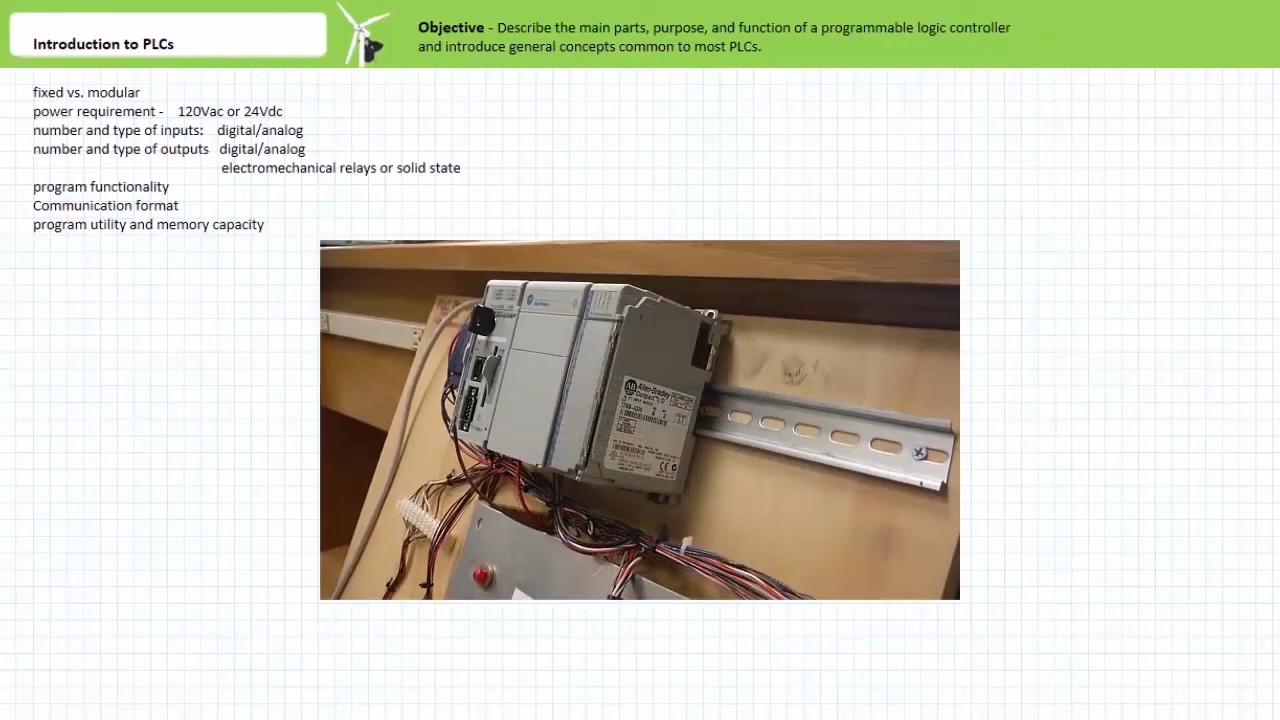 Introduction to PLCs
Objective - Describe the main parts, purpose, and function of a programmable logic controller
and introduce general concepts common to most PLCs.
fixed vs. modular
power requirement - 120Vac or 24Vdc
number and type of inputs: digital/analog
number and type of outputs digital/analog
electromechanical relays or solid state
program functionality
Communication format
program utility and memory capacity
AB Allen-Bradley
Compact I/O
CE